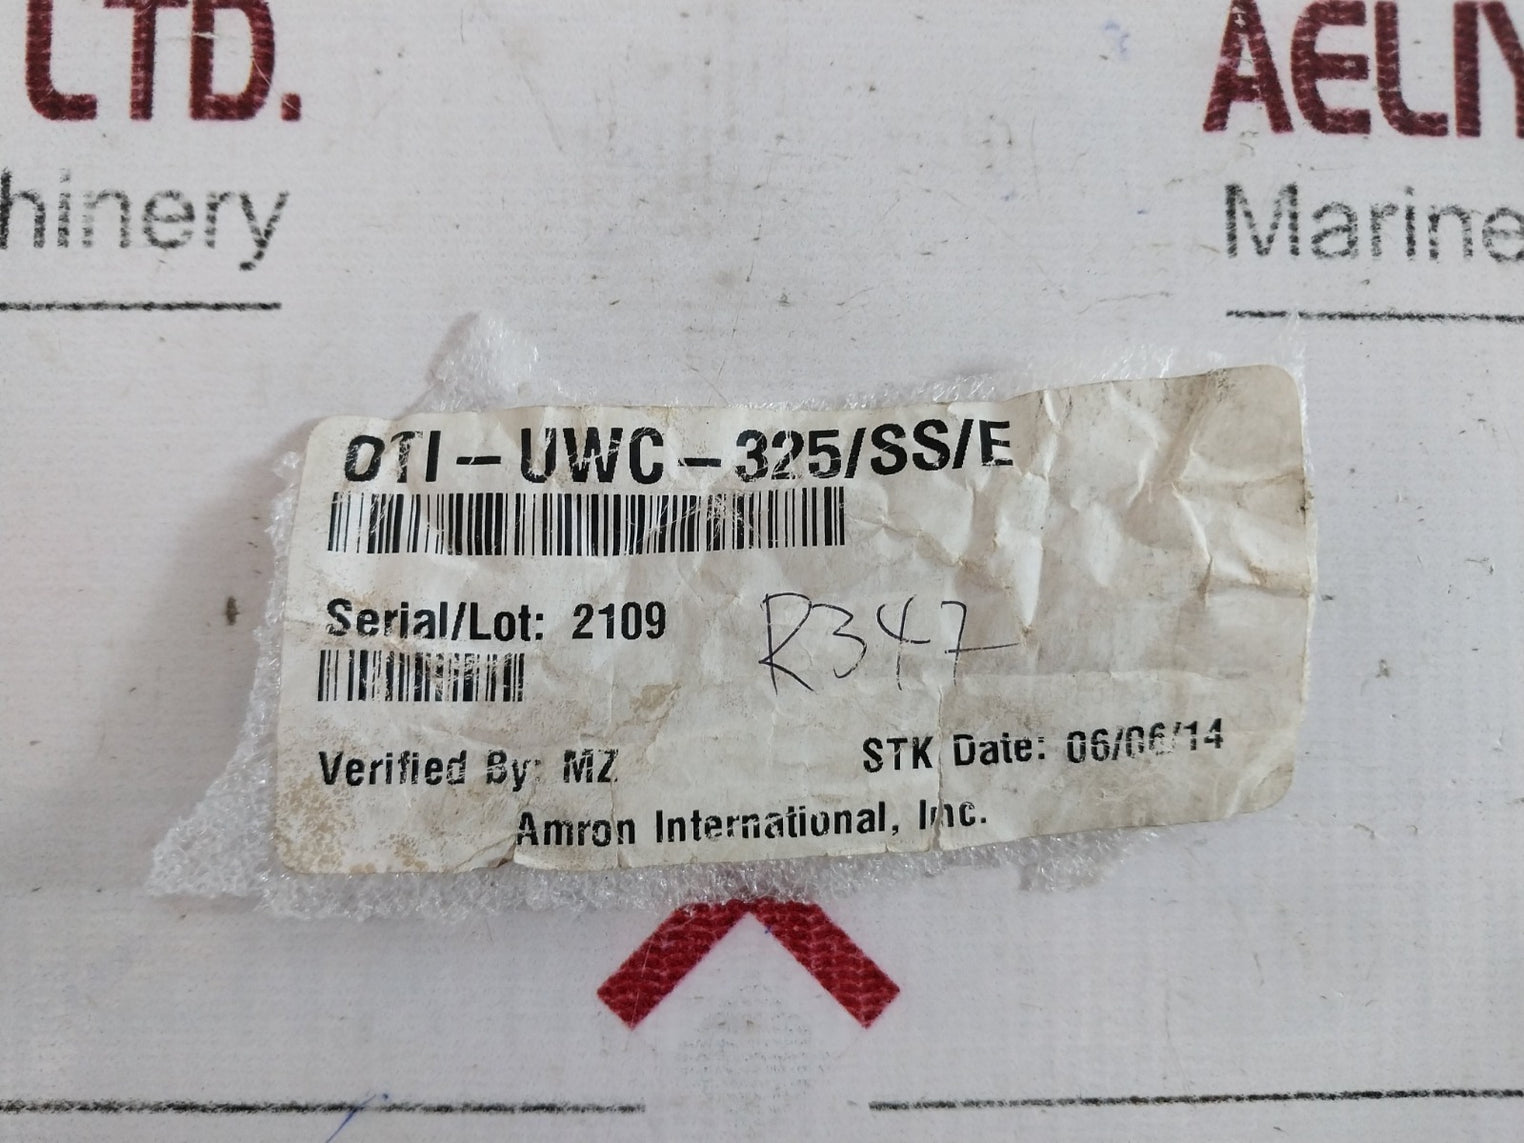 LTD.
AELIY
hinery
Marine
OTI-UWC-325/SS/E
Serial/Lot: 2109
R347
Verified By: MZ
STK Date: 06/06/14
Amron International, Inc.